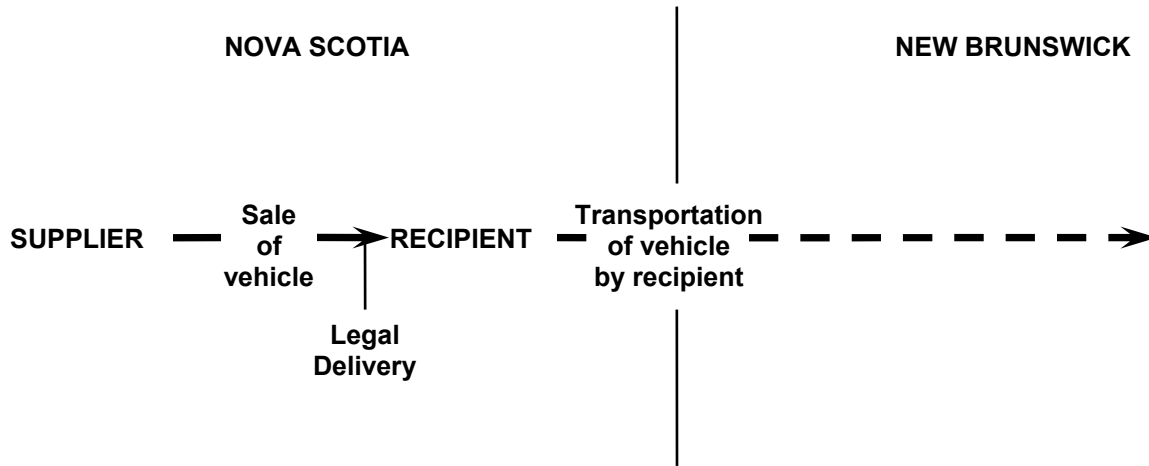 NOVA SCOTIA
NEW BRUNSWICK
SUPPLIER
Sale
of
vehicle
RECIPIENT
Transportation
of vehicle
by recipient
Legal
Delivery